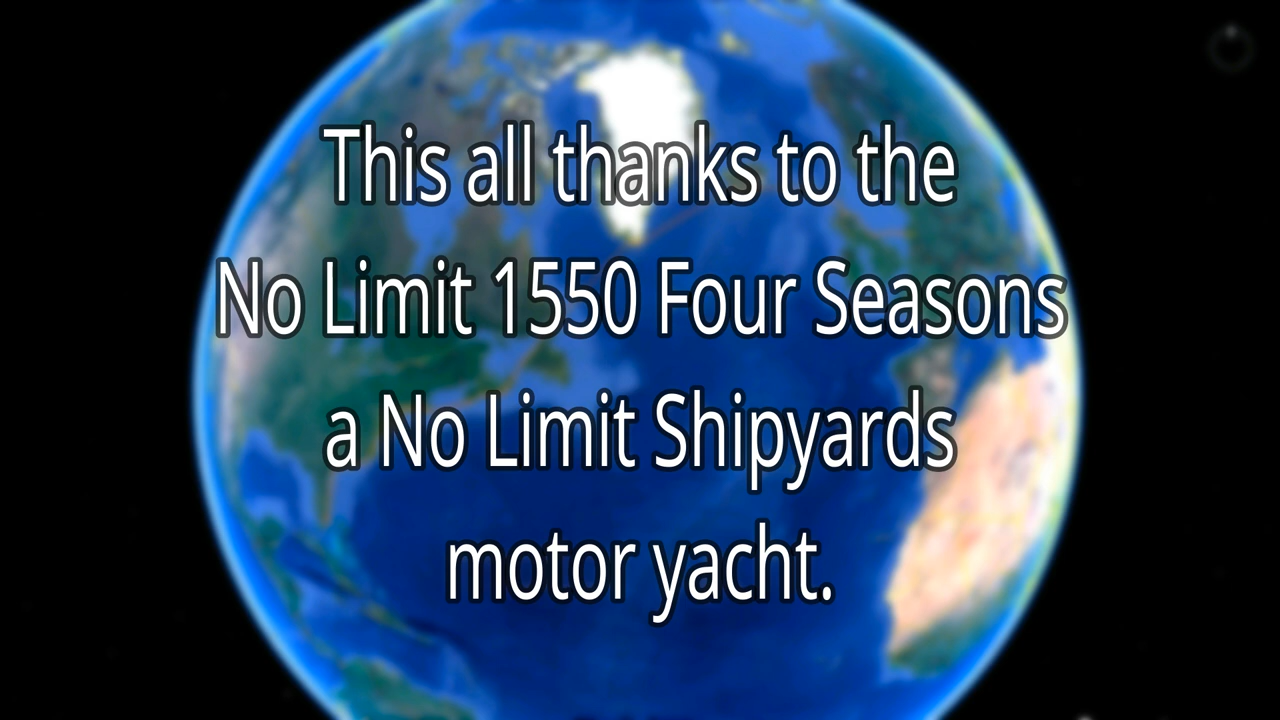 This all thanks to the
No Limit 1550 Four Seasons
a No Limit Shipyards
motor yacht.